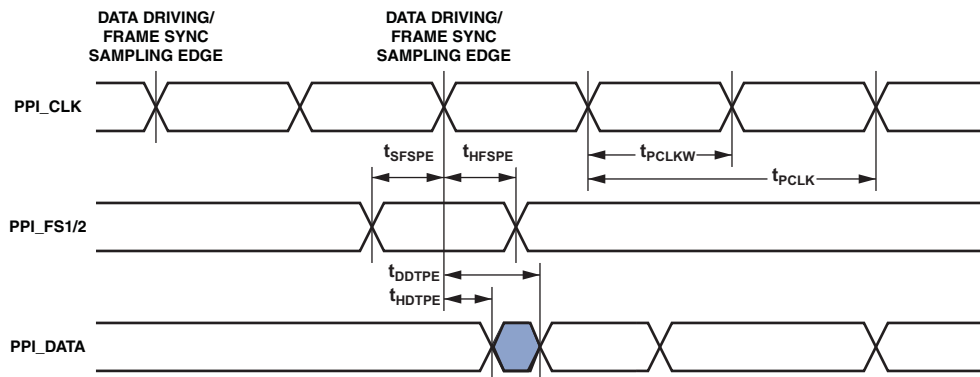 DATA DRIVING/
FRAME SYNC
SAMPLING EDGE
DATA DRIVING/
FRAME SYNC
SAMPLING EDGE
PPI_CLK
tSFSPE
tHFSPE
tPCLKW
tPCLK
PPI_FS1/2
tDDTPE
tHDTPE
PPI_DATA